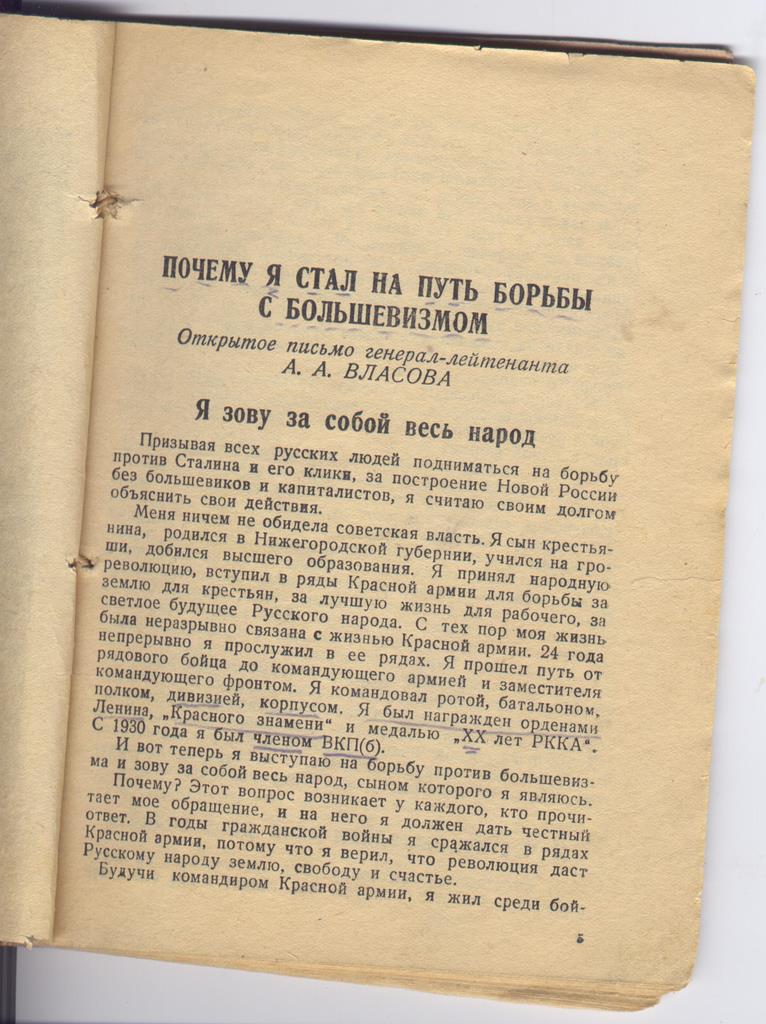 ПОЧЕМУ Я СТАЛ НА ПУТЬ БОРЬБЫ
С БОЛЬШЕВИЗМОМ
Открытое письмо генерал-лейтенанта
А. А. ВЛАСОВА
Я зову за собой весь народ
Призывая всех русских людей подниматься на борьбу
против Сталина и его клики, за построение Новой России
без большевиков и капиталистов, я считаю своим долгом
объяснить свои действия.
Меня ничем не обидела советская власть. Я сын крестья-
нина, родился в Нижегородской губернии, учился на гро-
ши, добился высшего образования. Я принял народную
революцию, вступил в ряды Красной армии для борьбы за
землю для крестьян, за лучшую жизнь для рабочего, за
светлое будущее Русского народа. С тех пор моя жизнь
была неразрывно связана с жизнью Красной армии. 24 года
непрерывно я прослужил в ее рядах. Я прошел путь от
рядового бойца до командующего армией и заместителя
командующего фронтом. Я командовал ротой, батальоном,
полком, дивизией, корпусом. Я был награжден орденами
Ленина, „Красного знамени“ и медалью „XX лет РККА“.
С 1930 года я был членом ВКП(б).
И вот теперь я выступаю на борьбу против большевиз-
ма и зову за собой весь народ, сыном которого я являюсь.
Почему? Этот вопрос возникает у каждого, кто прочи-
тает мое обращение, и на него я должен дать честный
ответ. В годы гражданской войны я сражался в рядах
Красной армии, потому что я верил, что революция даст
Русскому народу землю, свободу и счастье.
Будучи командиром Красной армии, я жил среди бой-
5